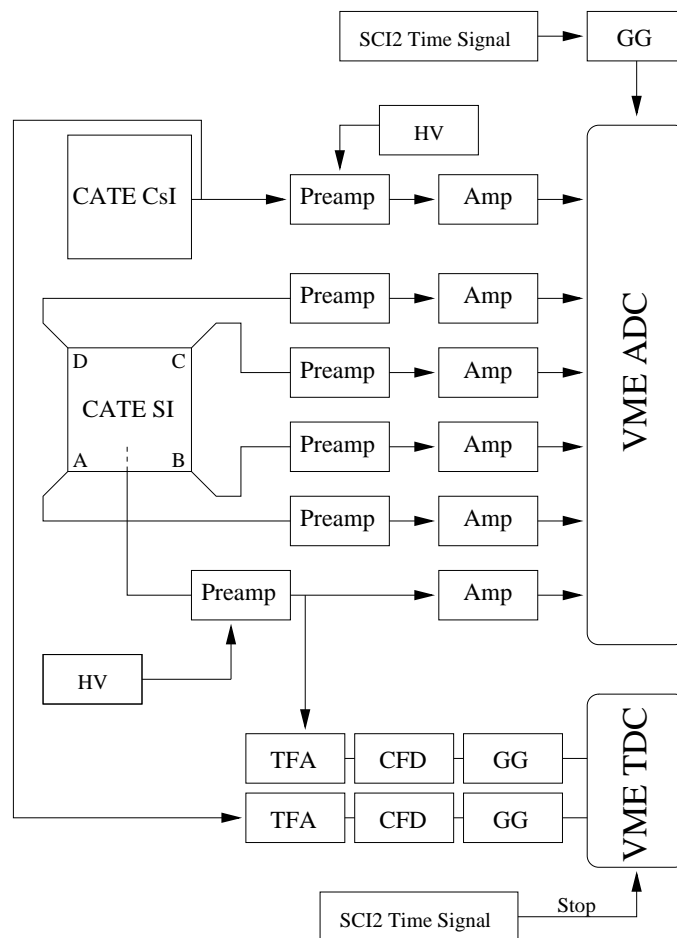 SCI2 Time Signal
GG
HV
CATE CsI
Preamp
Amp
Preamp
Amp
D
C
Preamp
Amp
CATE SI
VME ADC
A
B
Preamp
Amp
Preamp
Amp
Preamp
Amp
HV
TFA
CFD
GG
VME TDC
TFA
CFD
GG
SCI2 Time Signal
Stop